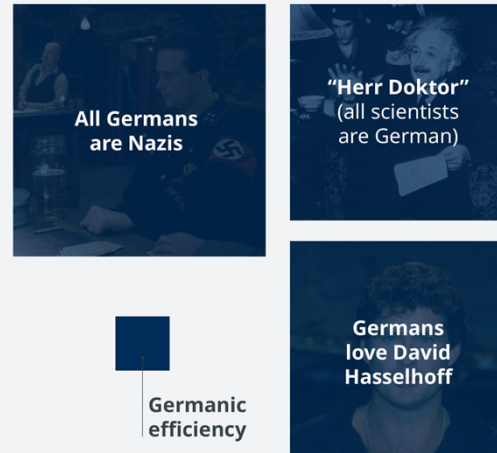 All Germans
are Nazis
“Herr Doktor”
(all scientists
are German)
Germans
love David
Hasselhoff
Germanic
efficiency